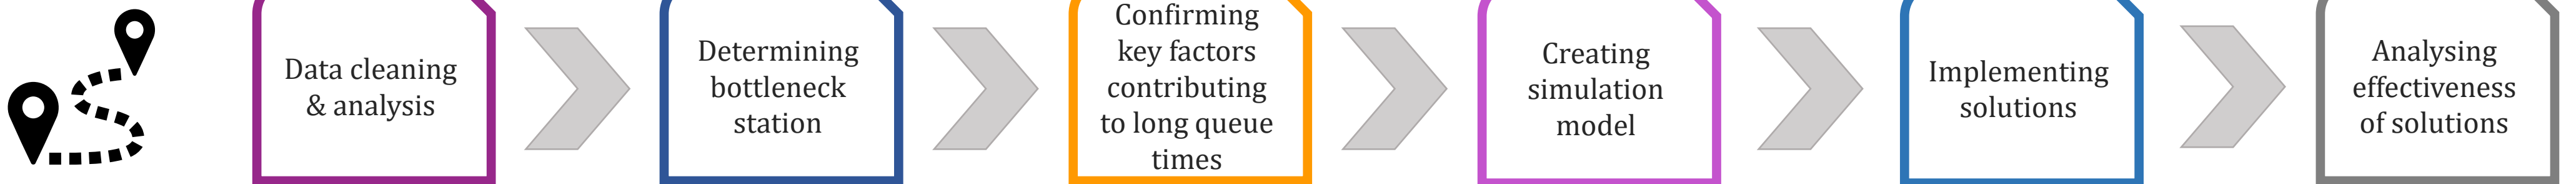 Data cleaning
& analysis
Determining
bottleneck
station
Confirming
key factors
contributing
to long queue
times
Creating
simulation
model
Implementing
solutions
Analysing
effectiveness
of solutions